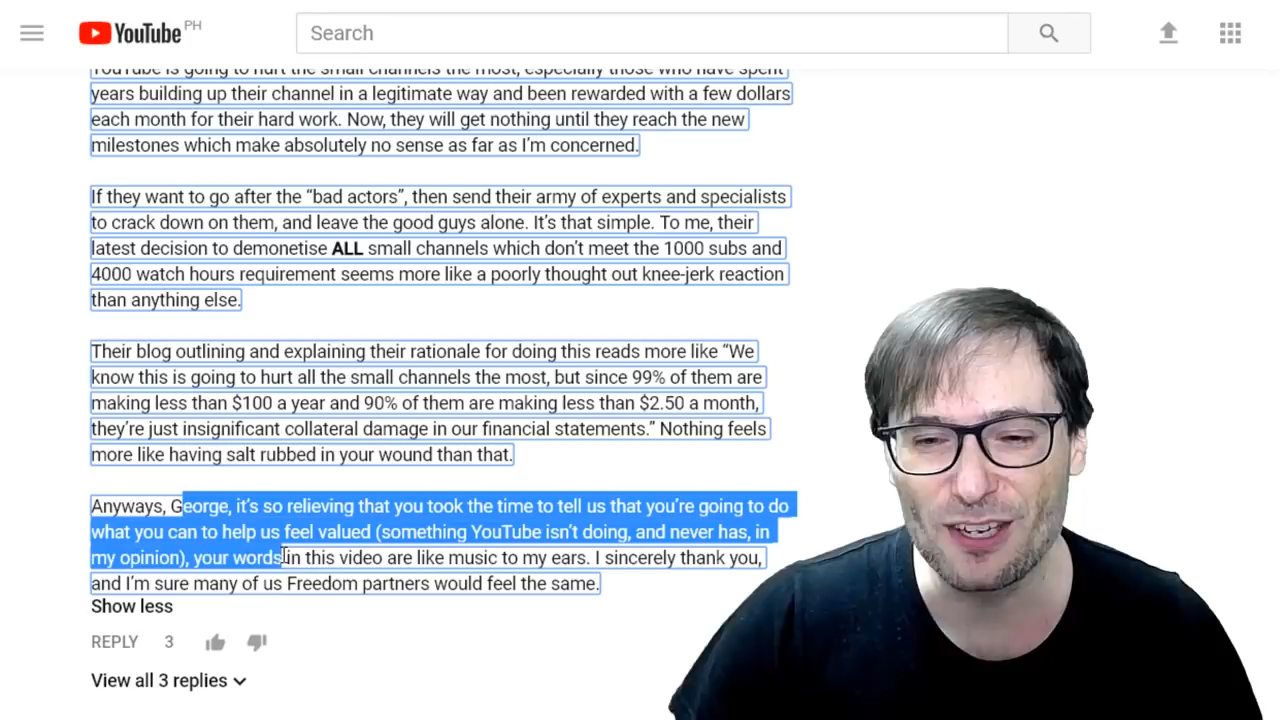 YouTube PH
Search
YouTube is going to hurt the small channels the most, especially those who have spent
years building up their channel in a legitimate way and been rewarded with a few dollars
each month for their hard work. Now, they will get nothing until they reach the new
milestones which make absolutely no sense as far as I’m concerned.
If they want to go after the “bad actors”, then send their army of experts and specialists
to crack down on them, and leave the good guys alone. It’s that simple. To me, their
latest decision to demonetise ALL small channels which don’t meet the 1000 subs and
4000 watch hours requirement seems more like a poorly thought out knee-jerk reaction
than anything else.
Their blog outlining and explaining their rationale for doing this reads more like “We
know this is going to hurt all the small channels the most, but since 99% of them are
making less than $100 a year and 90% of them are making less than $2.50 a month,
they’re just insignificant collateral damage in our financial statements.” Nothing feels
more like having salt rubbed in your wound than that.
Anyways, George, it’s so relieving that you took the time to tell us that you’re going to do
what you can to help us feel valued (something YouTube isn’t doing, and never has, in
my opinion), your words in this video are like music to my ears. I sincerely thank you,
and I’m sure many of us Freedom partners would feel the same.
Show less
REPLY 3
View all 3 replies